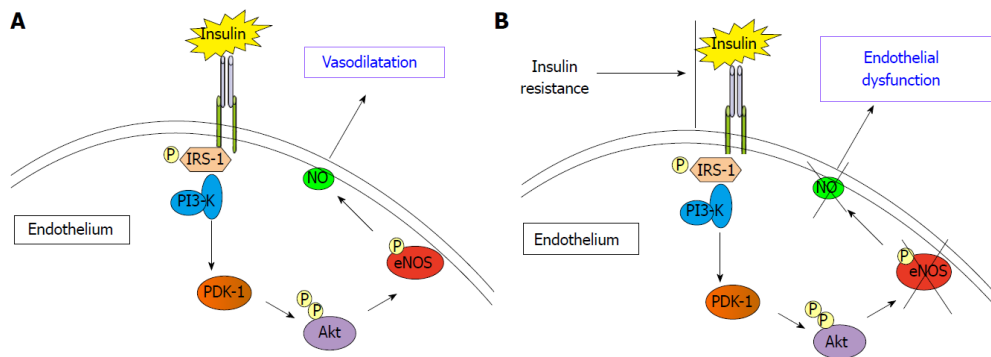 A
Insulin
Vasodilatation
P
IRS-1
NO
PI3-K
Endothelium
P
eNOS
PDK-1
P
P
Akt
B
Insulin
Insulin
resistance
Endothelial
dysfunction
P
IRS-1
NO
PI3-K
Endothelium
P
eNOS
PDK-1
P
P
Akt